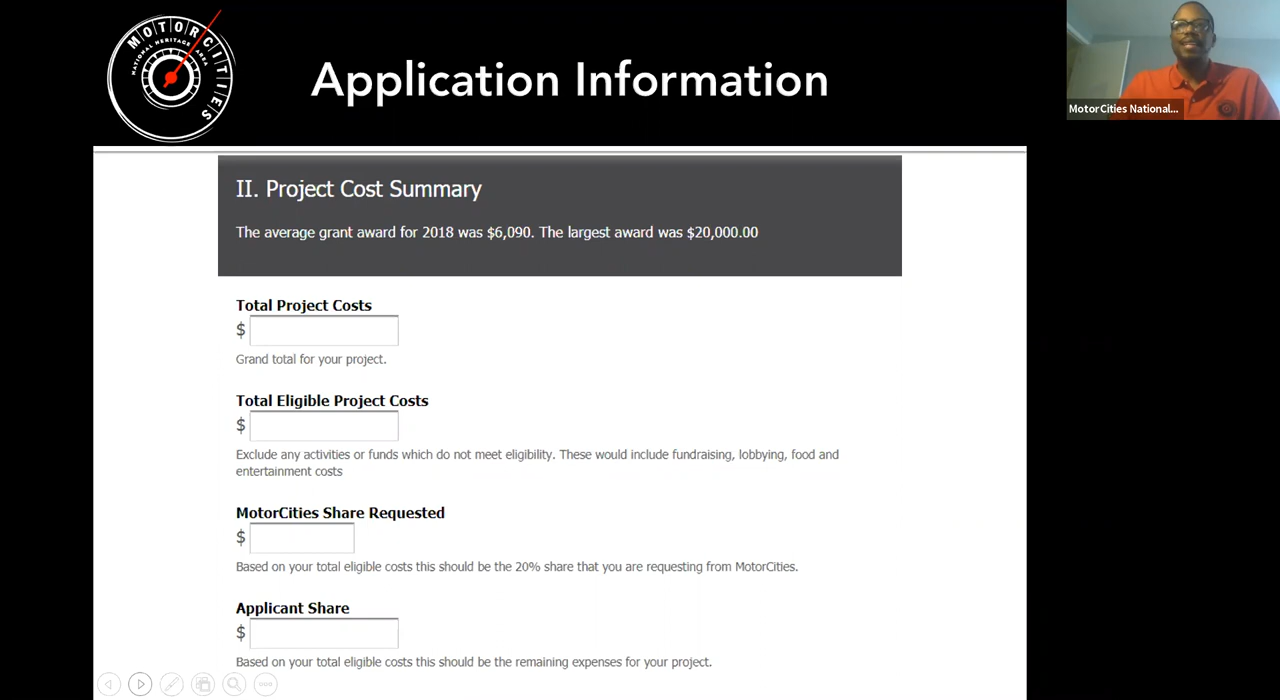 MOTORCITIES
NATIONAL HERITAGE AREA
Application Information
MotorCities National...
II. Project Cost Summary
The average grant award for 2018 was $6,090. The largest award was $20,000.00
Total Project Costs
$
Grand total for your project.
Total Eligible Project Costs
$
Exclude any activities or funds which do not meet eligibility. These would include fundraising, lobbying, food and
entertainment costs
MotorCities Share Requested
$
Based on your total eligible costs this should be the 20% share that you are requesting from MotorCities.
Applicant Share
$
Based on your total eligible costs this should be the remaining expenses for your project.